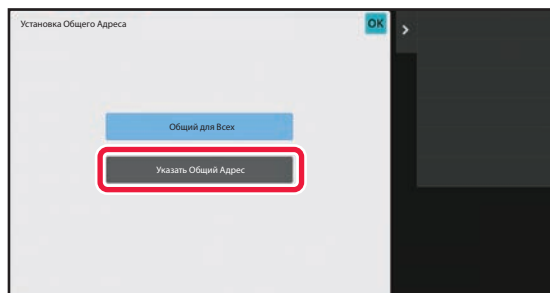 Установка Общего Адреса
OK
Общий для Всех
Указать Общий Адрес